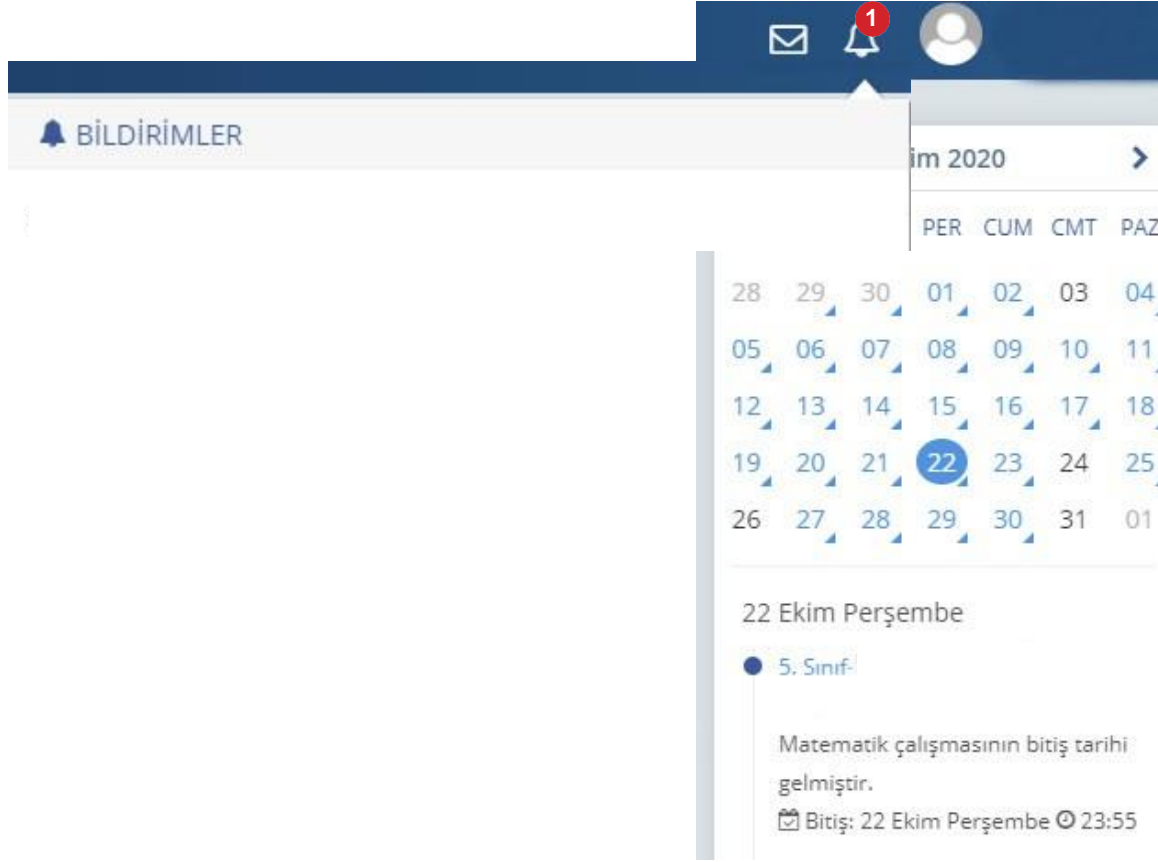 1
BİLDİRİMLER
im 2020
PER CUM CMT PAZ
28 29 30 01 02 03 04
05 06 07 08 09 10 11
12 13 14 15 16 17 18
19 20 21 22 23 24 25
26 27 28 29 30 31 01
22 Ekim Perşembe
5. Sınıf-
Matematik çalışmasının bitiş tarihi
gelmiştir.
Bitiş: 22 Ekim Perşembe 23:55